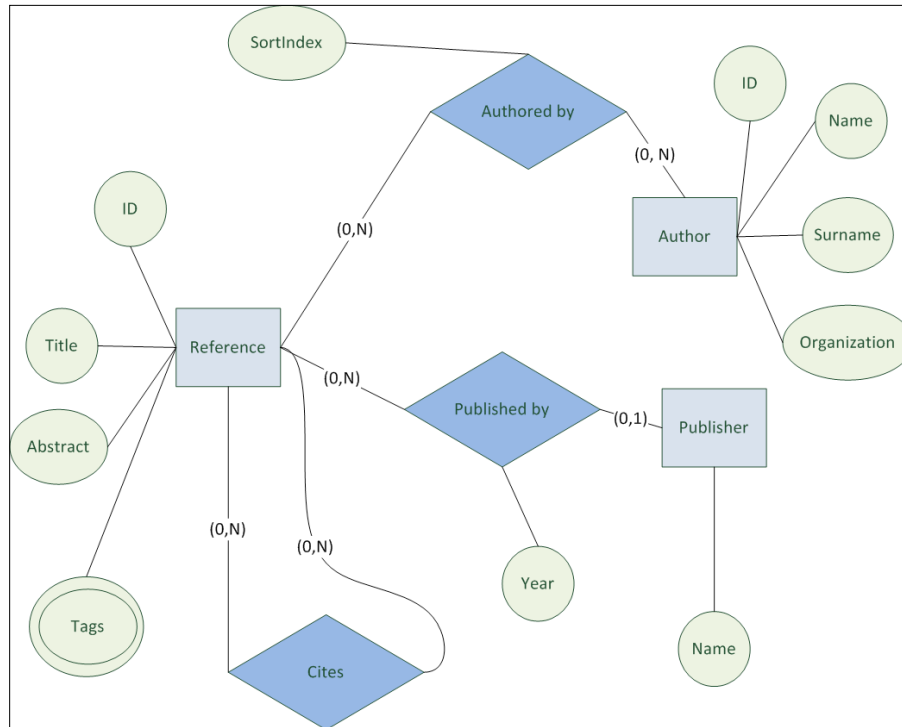 SortIndex
Authored by
ID
Name
(0, N)
ID
(0,N)
Author
Surname
Title
Reference
Organization
(0,N)
Published by
(0,1)
Publisher
Abstract
(0,N)
(0,N)
Year
Tags
Name
Cites